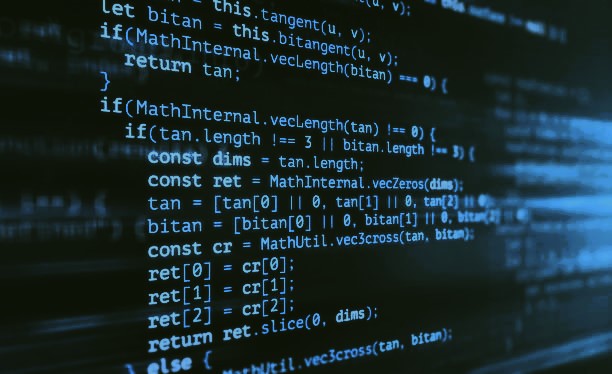 this.tangent(u, v);
let bitan = this.bitangent(u, v);
if(MathInternal.vecLength(bitan) === 0) {
return tan;
}
if(MathInternal.vecLength(tan) !== 0) {
if(tan.length !== 3 || bitan.length !== 3) {
const dims = tan.length;
const ret = MathInternal.vecZeros(dims);
tan = [tan[0] || 0, tan[1] || 0, tan[2] || 0
bitan = [bitan[0] || 0, bitan[1] || 0, bitan[2] || 0
const cr = MathUtil.vec3cross(tan, bitan);
ret[0] = cr[0];
ret[1] = cr[1];
ret[2] = cr[2];
return ret.slice(0, dims);
} else {
MathUtil.vec3cross(tan, bitan);